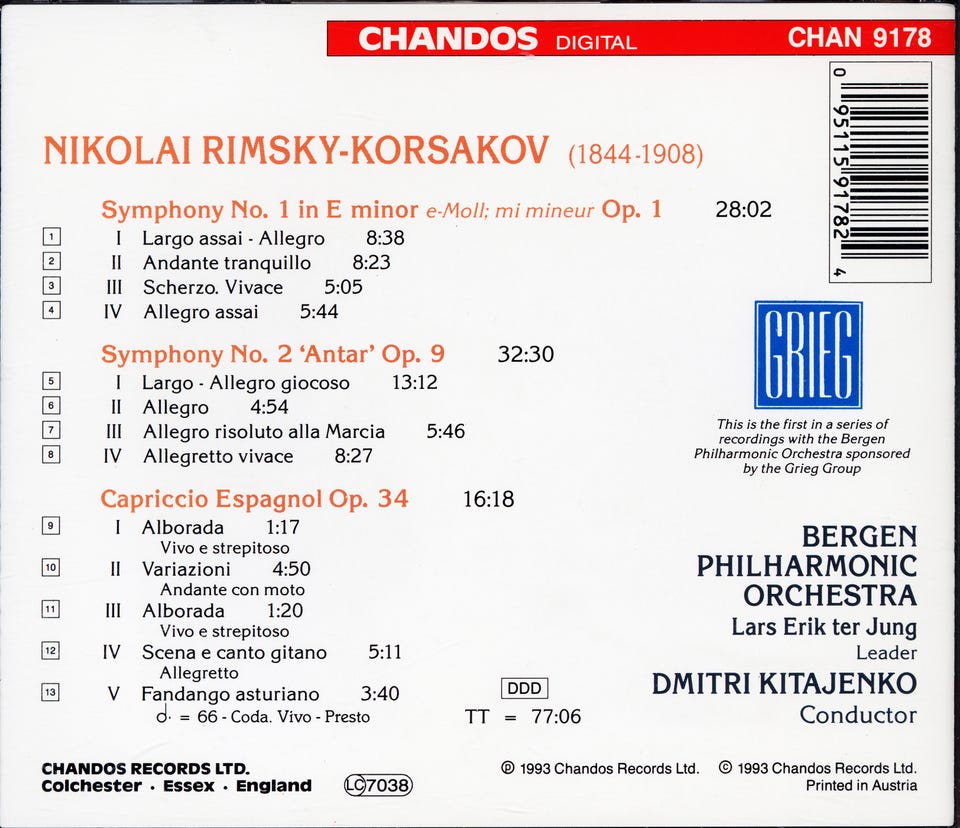 CHANDOS DIGITAL CHAN 9178
0 95115 91782 4
NIKOLAI RIMSKY-KORSAKOV (1844-1908)
Symphony No. 1 in E minor e-Moll; mi mineur Op. 1 28:02
1 I Largo assai - Allegro 8:38
2 II Andante tranquillo 8:23
3 III Scherzo. Vivace 5:05
4 IV Allegro assai 5:44
Symphony No. 2 ‘Antar’ Op. 9 32:30
5 I Largo - Allegro giocoso 13:12
6 II Allegro 4:54
7 III Allegro risoluto alla Marcia 5:46
8 IV Allegretto vivace 8:27
Capriccio Espagnol Op. 34 16:18
9 I Alborada 1:17
Vivo e strepitoso
10 II Variazioni 4:50
Andante con moto
11 III Alborada 1:20
Vivo e strepitoso
12 IV Scena e canto gitano 5:11
Allegretto
13 V Fandango asturiano 3:40
𝅗𝅥. = 66 - Coda. Vivo - Presto
DDD
TT = 77:06
GRIEG
This is the first in a series of
recordings with the Bergen
Philharmonic Orchestra sponsored
by the Grieg Group
BERGEN
PHILHARMONIC
ORCHESTRA
Lars Erik ter Jung
Leader
DMITRI KITAJENKO
Conductor
CHANDOS RECORDS LTD.
Colchester · Essex · England
LC 7038
℗ 1993 Chandos Records Ltd. © 1993 Chandos Records Ltd.
Printed in Austria